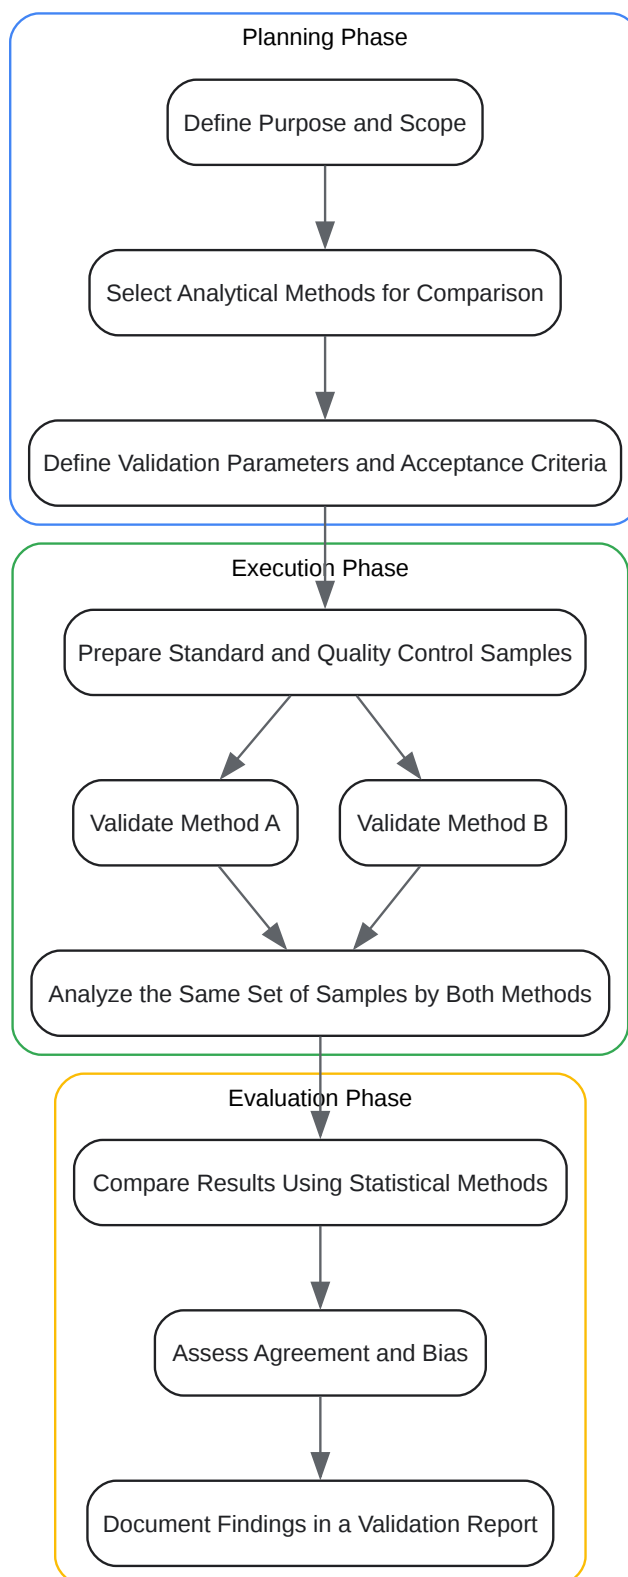 Planning Phase
Define Purpose and Scope
Select Analytical Methods for Comparison
Define Validation Parameters and Acceptance Criteria
Execution Phase
Prepare Standard and Quality Control Samples
Validate Method A
Validate Method B
Analyze the Same Set of Samples by Both Methods
Evaluation Phase
Compare Results Using Statistical Methods
Assess Agreement and Bias
Document Findings in a Validation Report